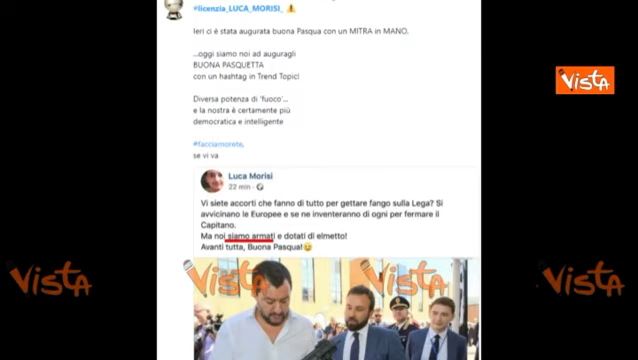 #licenzia_LUCA_MORISI_ ⚠
Ieri ci è stata augurata buona Pasqua con un MITRA in MANO.
...oggi siamo noi ad auguragli
BUONA PASQUETTA
con un hashtag in Trend Topic!
Diversa potenza di 'fuoco'...
e la nostra è certamente più
democratica e intelligente
#facciamorete,
se vi va
VISTA
Luca Morisi
22 min
Vi siete accorti che fanno di tutto per gettare fango sulla Lega? Si
avvicinano le Europee e se ne inventeranno di ogni per fermare il
Capitano.
Ma noi siamo armati e dotati di elmetto!
Avanti tutta, Buona Pasqua!😉
VISTA VISTA VISTA VISTA